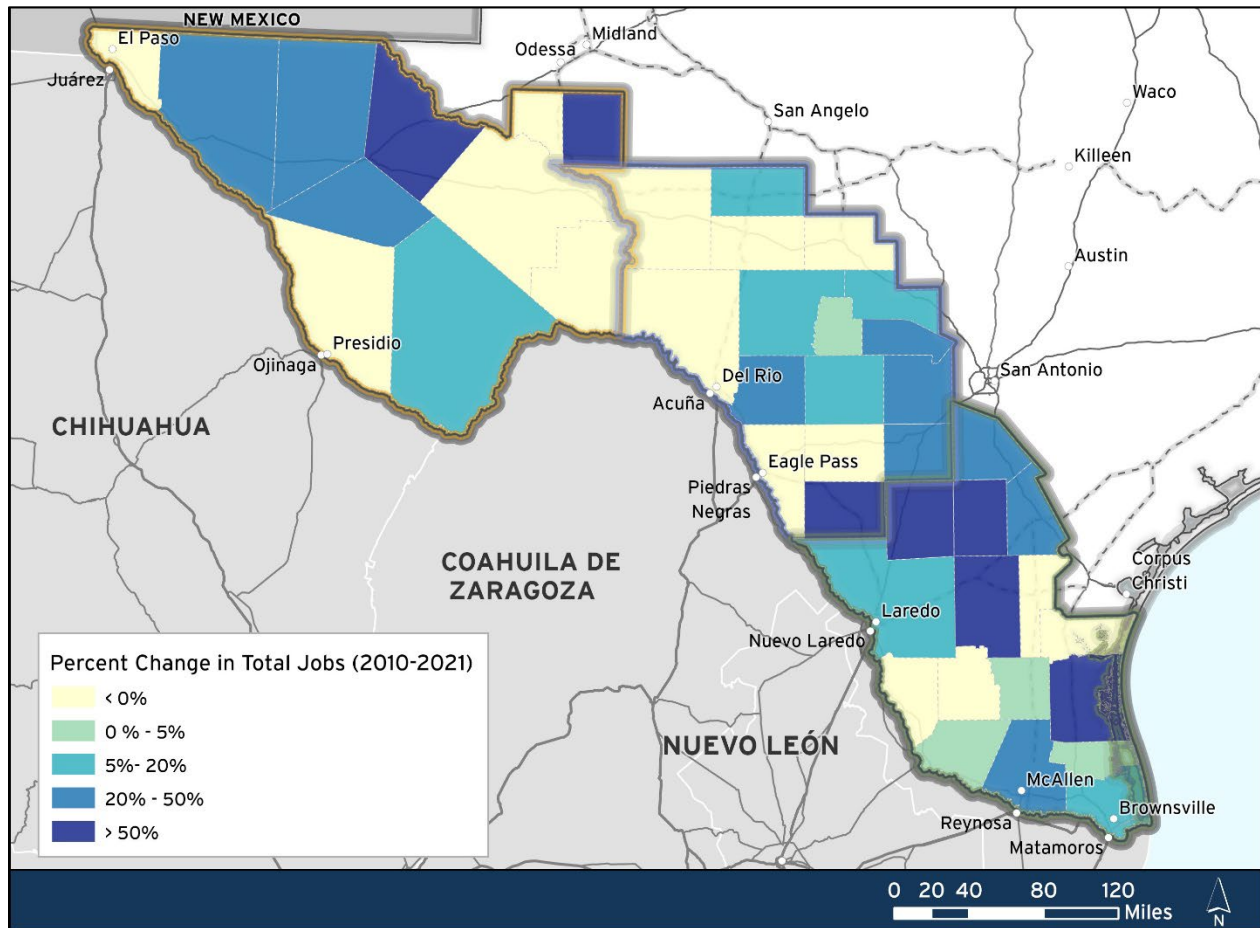 NEW MEXICO
El Paso
Juárez
Midland
Odessa
San Angelo
Waco
Killeen
Austin
Presidio
Ojinaga
CHIHUAHUA
Del Rio
Acuña
San Antonio
Eagle Pass
Piedras
Negras
COAHUILA DE
ZARAGOZA
Corpus
Christi
Laredo
Nuevo Laredo
NUEVO LEÓN
McAllen
Reynosa
Brownsville
Matamoros
Percent Change in Total Jobs (2010-2021)
< 0%
0 % - 5%
5%- 20%
20% - 50%
> 50%
0 20 40 80 120
Miles
N